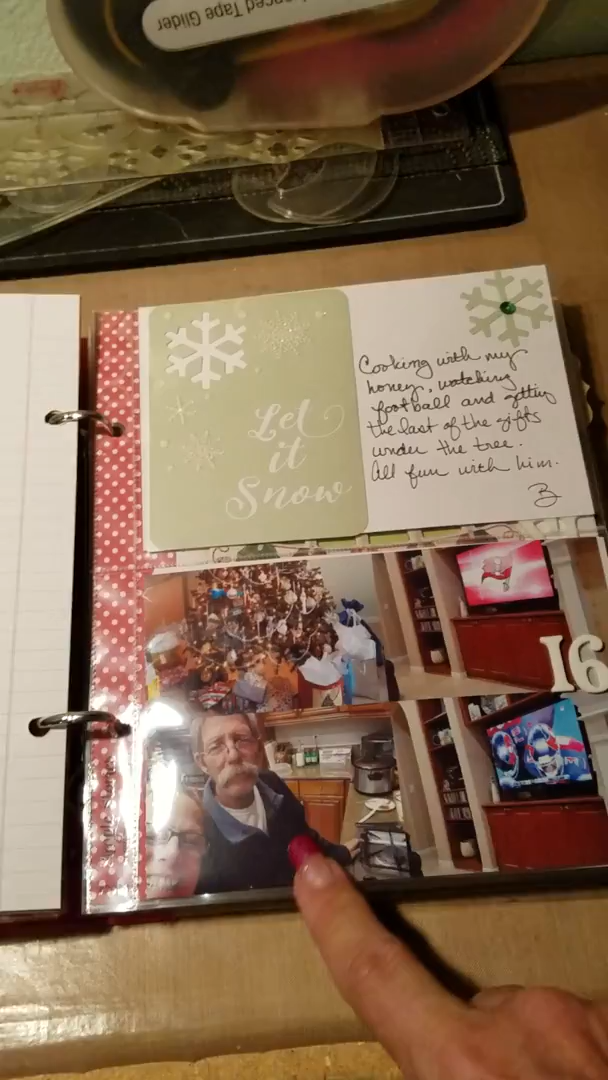 Advanced Tape Glider
Let
it
Snow
Cooking with my
honey, watching
football and getting
the last of the gifts
under the tree.
All fun with him.
B
16